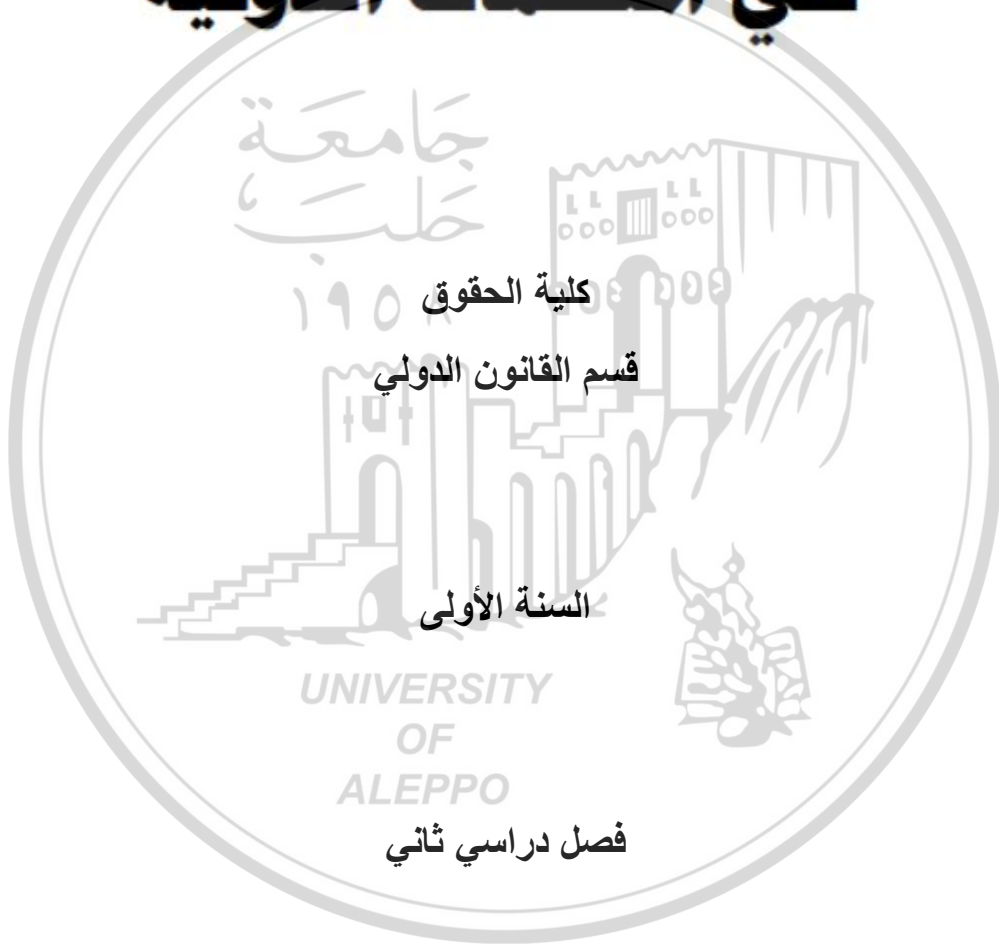 جامعة
حلب
١٩٥٨
كلية الحقوق
قسم القانون الدولي
السنة الأولى
UNIVERSITY
OF
ALEPPO
فصل دراسي ثاني